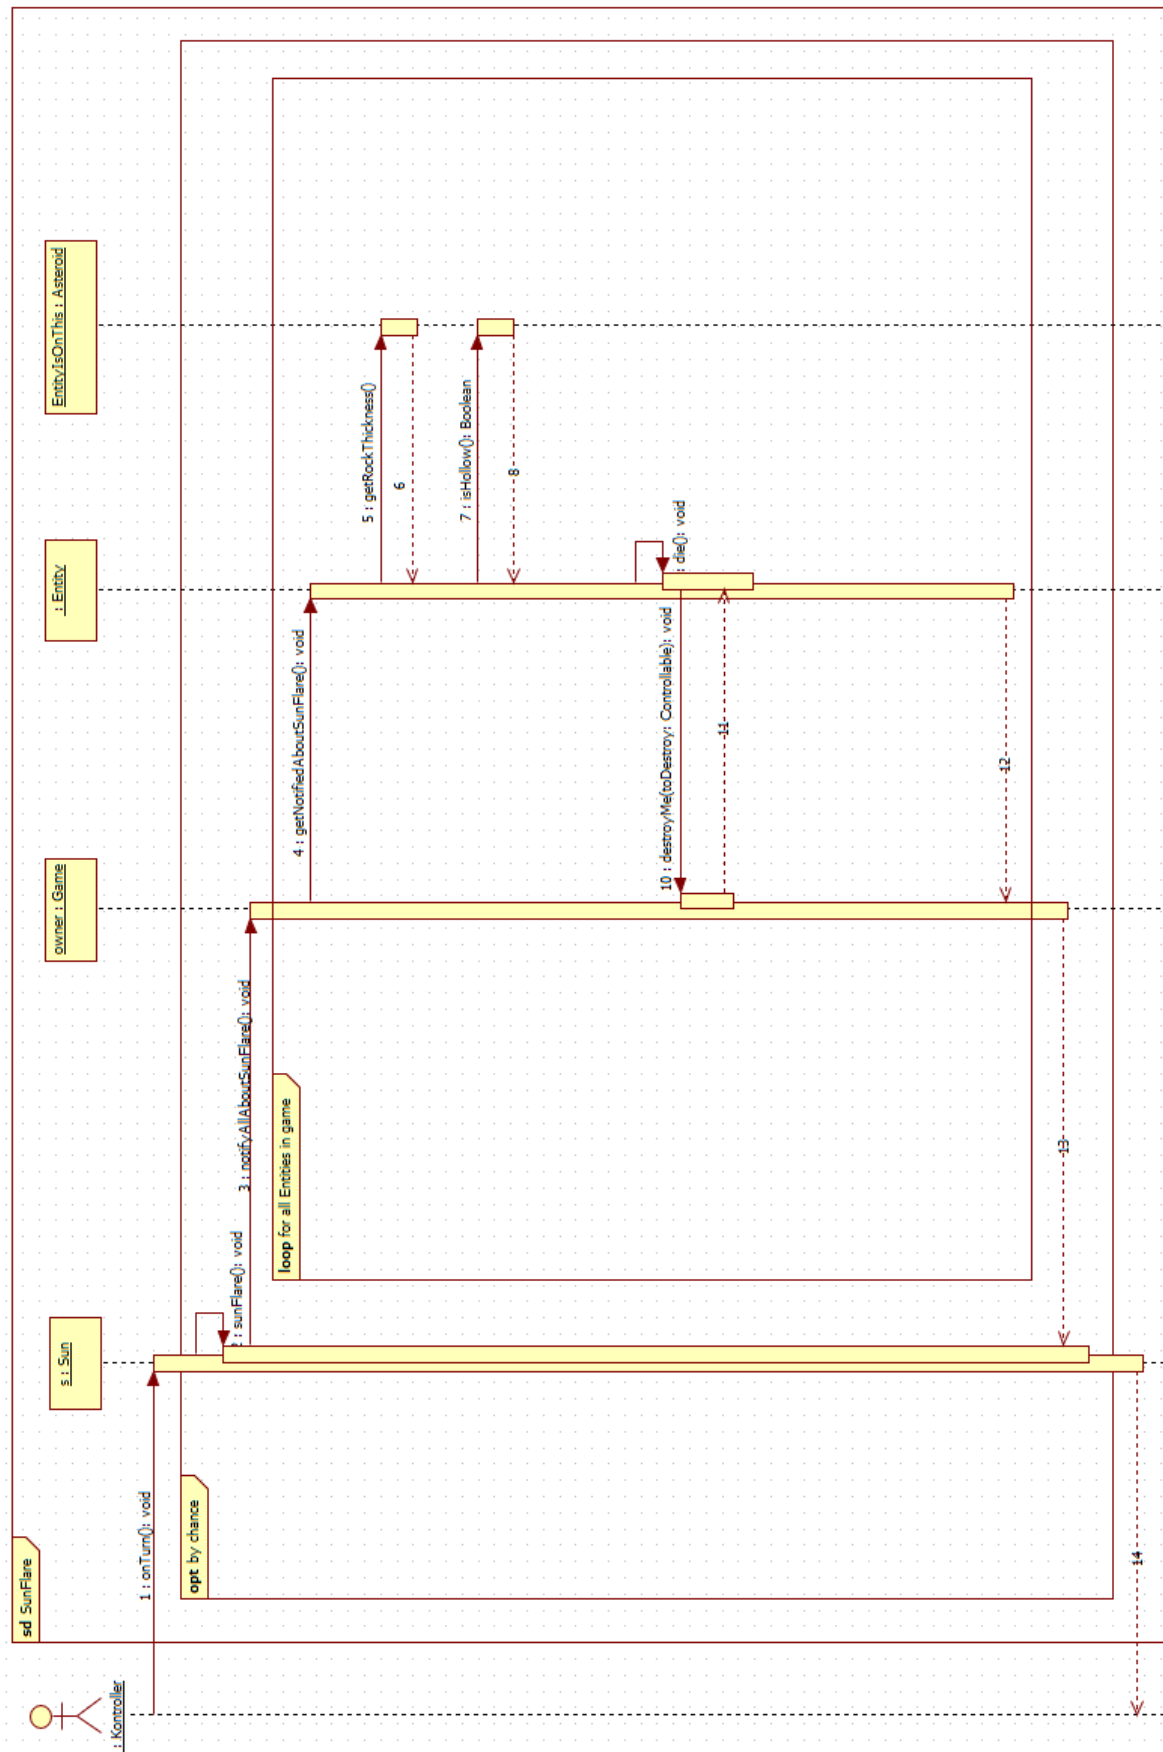 sd SunFlare
: Kontroller
s : Sun
owner : Game
: Entity
EntityIsOnThis : Asteroid
1 : onTurn(): void
opt by chance
: sunFlare(): void
3 : notifyAllAboutSunFlare(): void
loop for all Entities in game
4 : getNotifiedAboutSunFlare(): void
5 : getRockThickness()
6
7 : isHollow(): Boolean
8
: die(): void
10 : destroyMe(toDestroy: Controllable): void
11
12
13
14